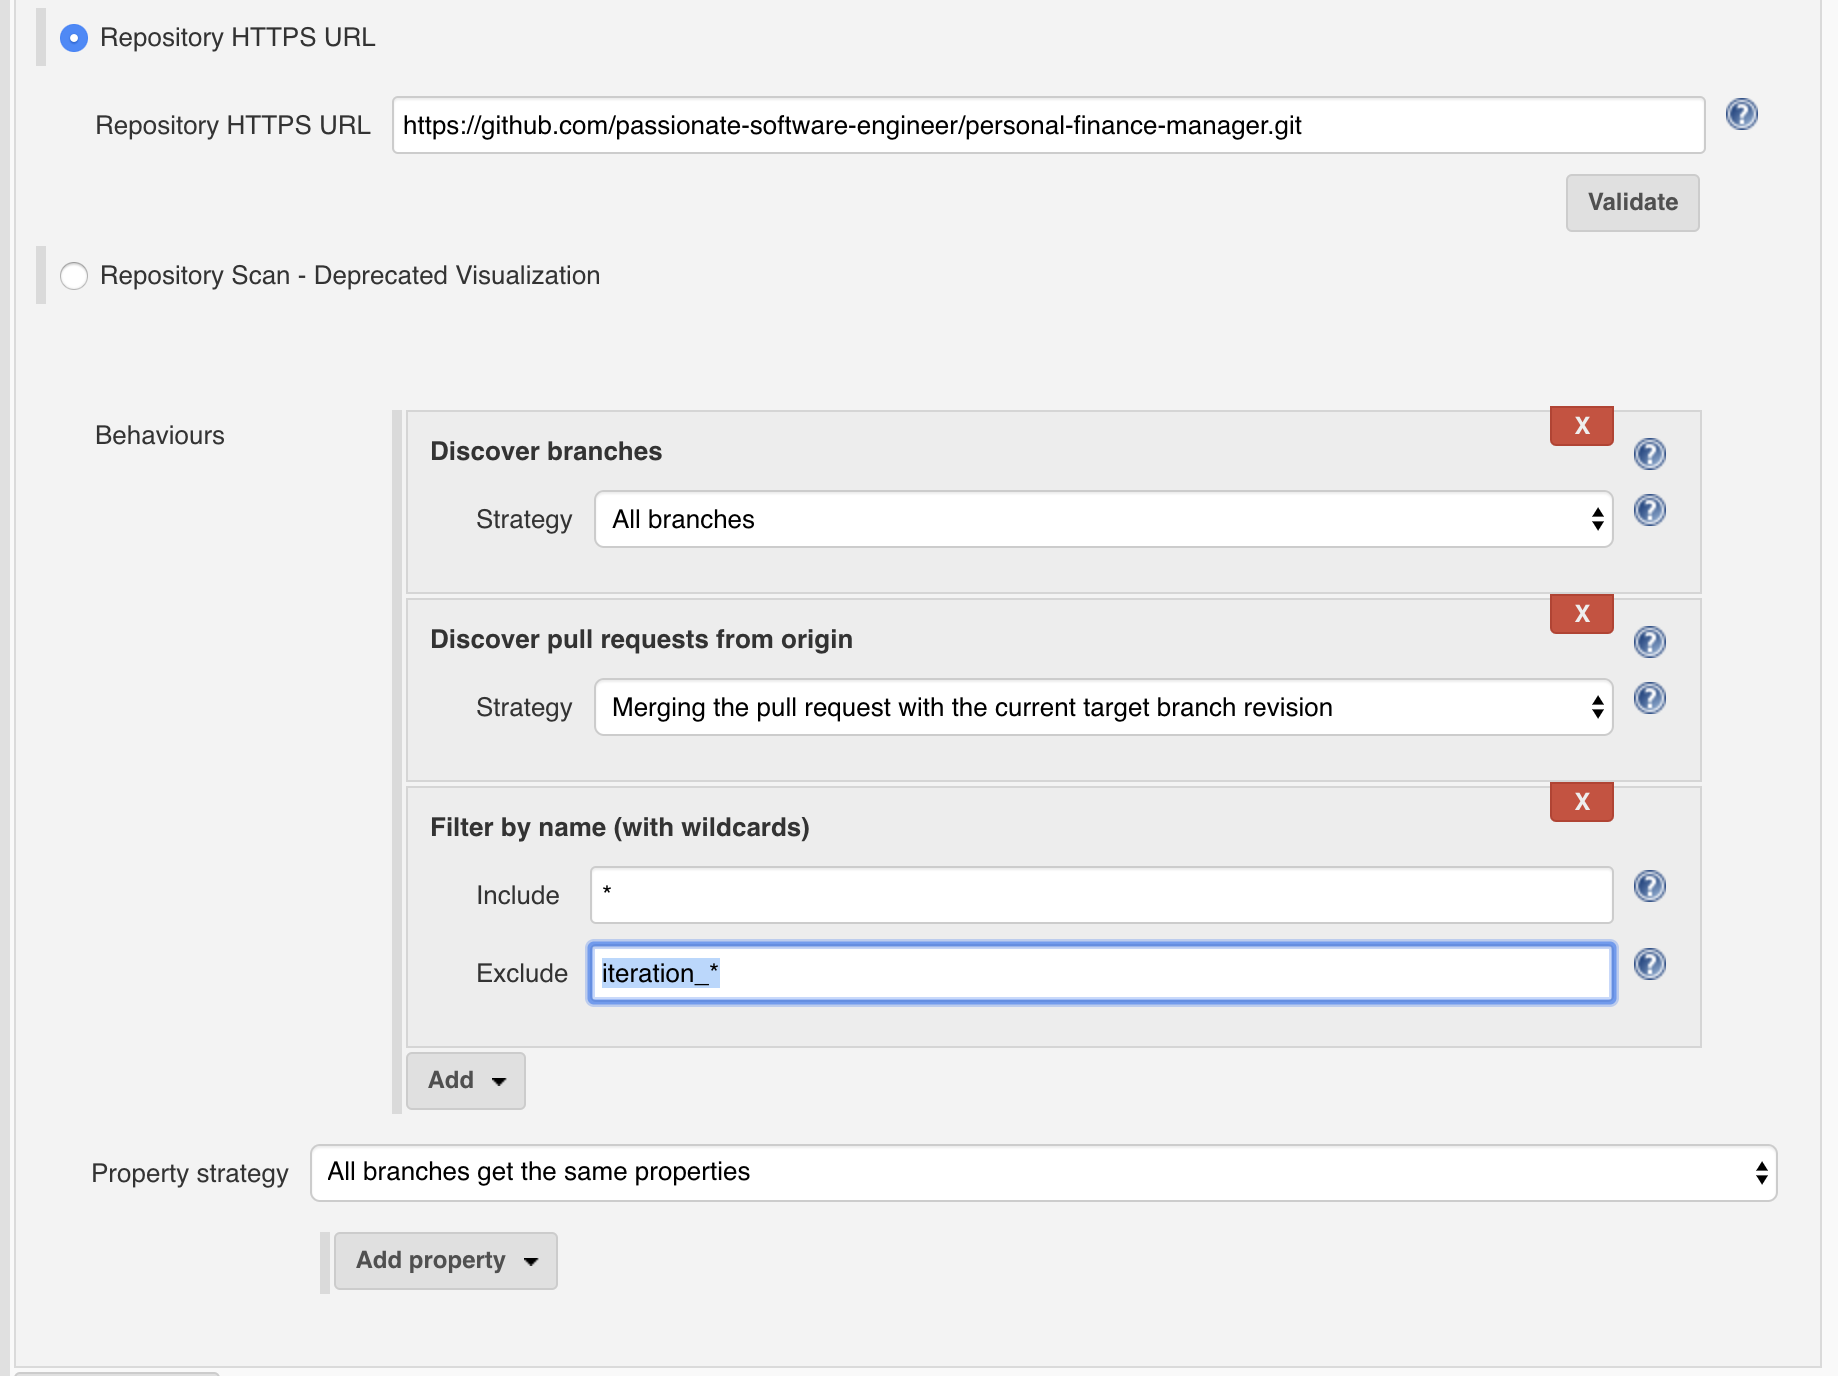 Repository HTTPS URL
Repository HTTPS URL https://github.com/passionate-software-engineer/personal-finance-manager.git ?
Validate
Repository Scan - Deprecated Visualization
Behaviours
X
Discover branches ?
Strategy All branches ?
X
Discover pull requests from origin ?
Strategy Merging the pull request with the current target branch revision ?
X
Filter by name (with wildcards)
Include * ?
Exclude iteration_* ?
Add
Property strategy All branches get the same properties
Add property